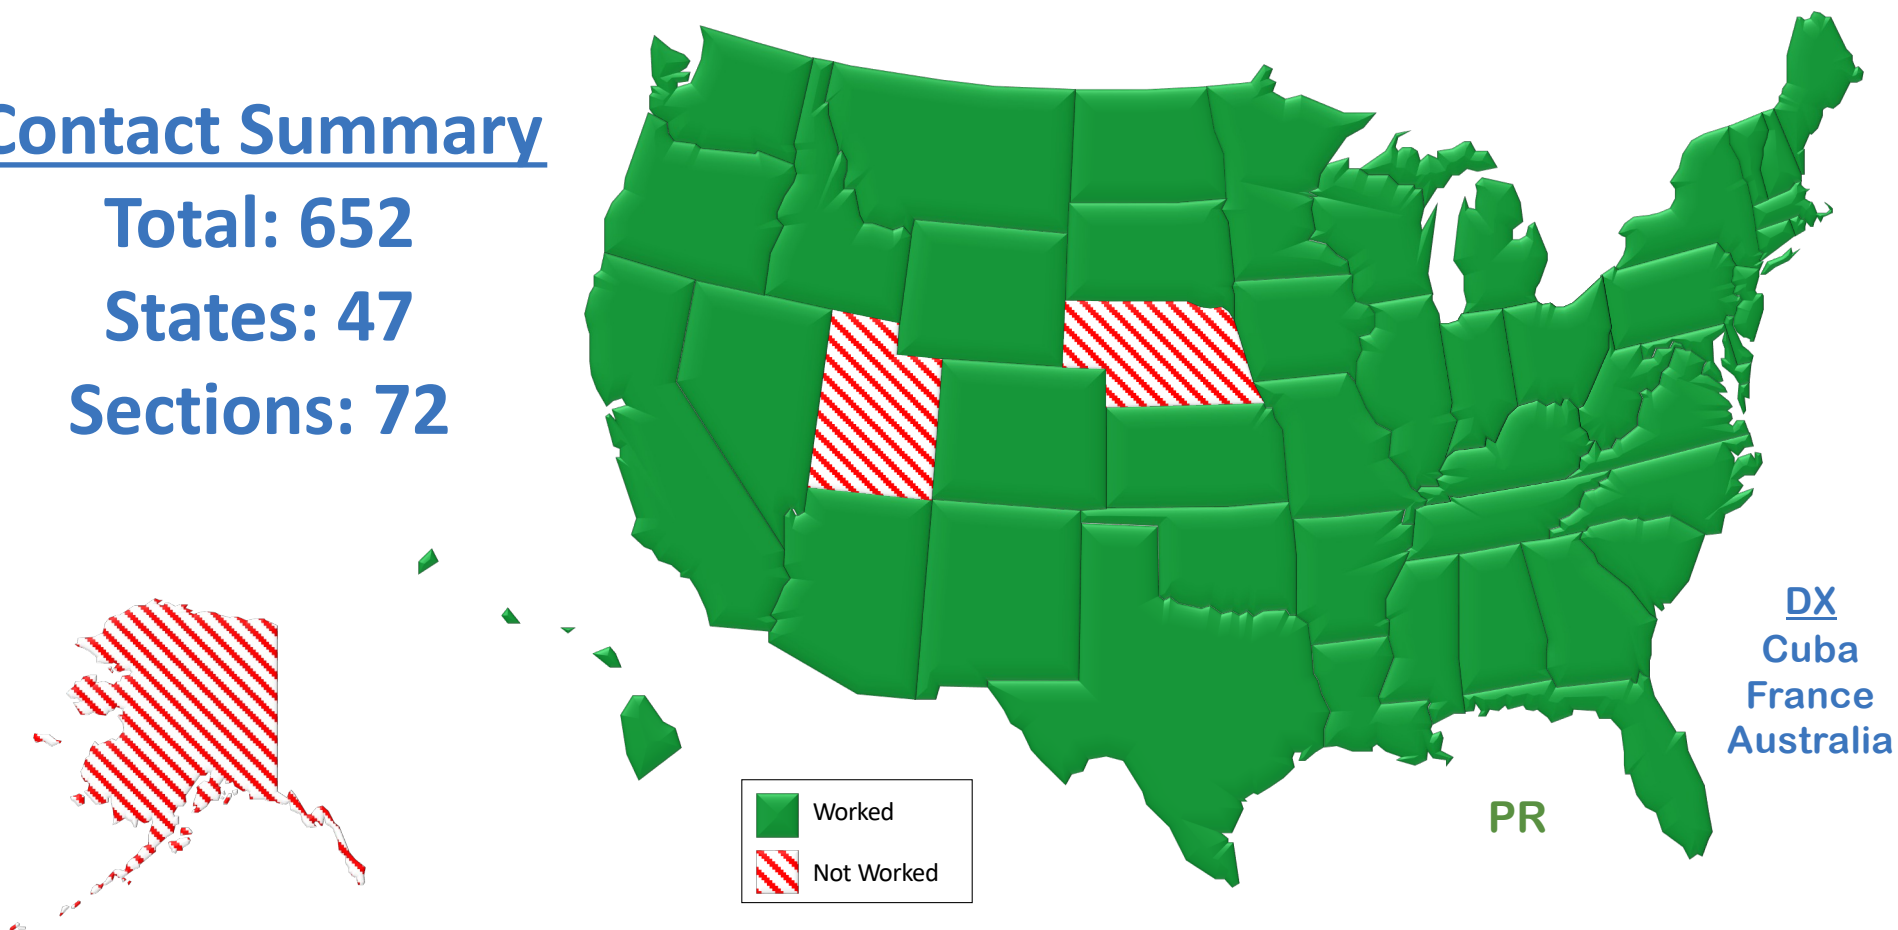 Contact Summary
Total: 652
States: 47
Sections: 72
DX
Cuba
France
Australia
PR
Worked
Not Worked